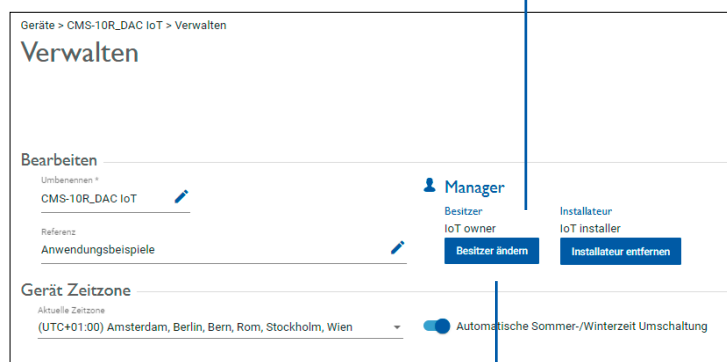 Geräte > CMS-10R_DAC IoT > Verwalten
Verwalten
Bearbeiten
Umbenennen *
CMS-10R_DAC IoT
Referenz
Anwendungsbeispiele
Manager
Besitzer
Installateur
IoT owner
IoT installer
Besitzer ändern
Installateur entfernen
Gerät Zeitzone
Aktuelle Zeitzone
(UTC+01:00) Amsterdam, Berlin, Bern, Rom, Stockholm, Wien
Automatische Sommer-/Winterzeit Umschaltung